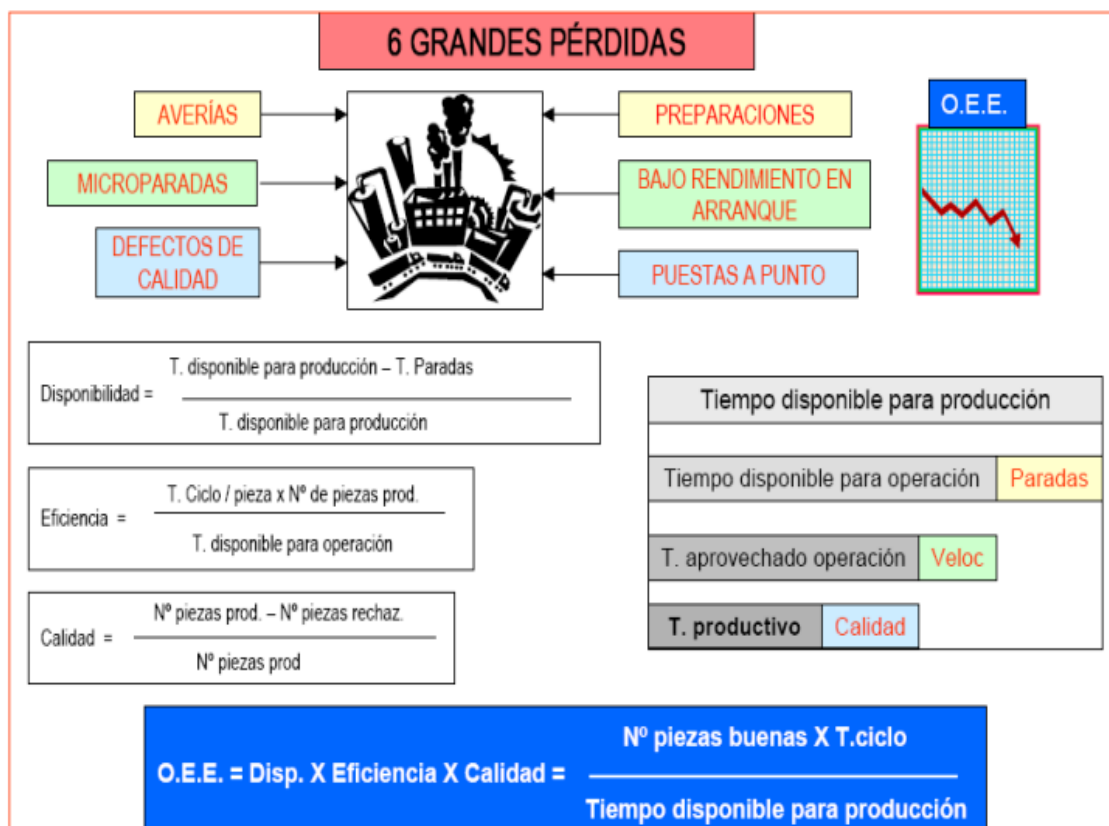 6 GRANDES PÉRDIDAS
AVERÍAS
PREPARACIONES
O.E.E.
MICROPARADAS
BAJO RENDIMIENTO EN
ARRANQUE
DEFECTOS DE
CALIDAD
PUESTAS A PUNTO
T. disponible para producción – T. Paradas
Disponibilidad =
T. disponible para producción
T. Ciclo / pieza x Nº de piezas prod.
Eficiencia =
T. disponible para operación
Nº piezas prod. – Nº piezas rechaz.
Calidad =
Nº piezas prod
Tiempo disponible para producción
Tiempo disponible para operación Paradas
T. aprovechado operación Veloc
T. productivo Calidad
Nº piezas buenas X T.ciclo
O.E.E. = Disp. X Eficiencia X Calidad =
Tiempo disponible para producción